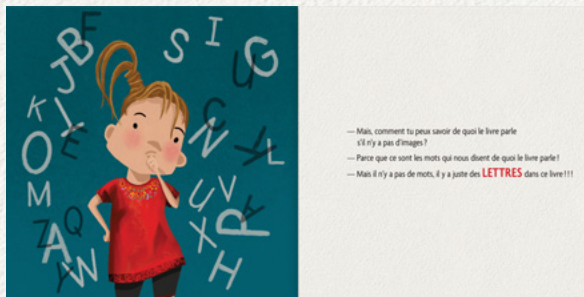 B F
S I G
J U
K L C
O E N Y L
M U V
Z Q X P A
A H
Y W
— Mais, comment tu peux savoir de quoi le livre parle
s'il n'y a pas d'images ?
— Parce que ce sont les mots qui nous disent de quoi le livre parle !
— Mais il n'y a pas de mots, il y a juste des LETTRES dans ce livre ! ! !